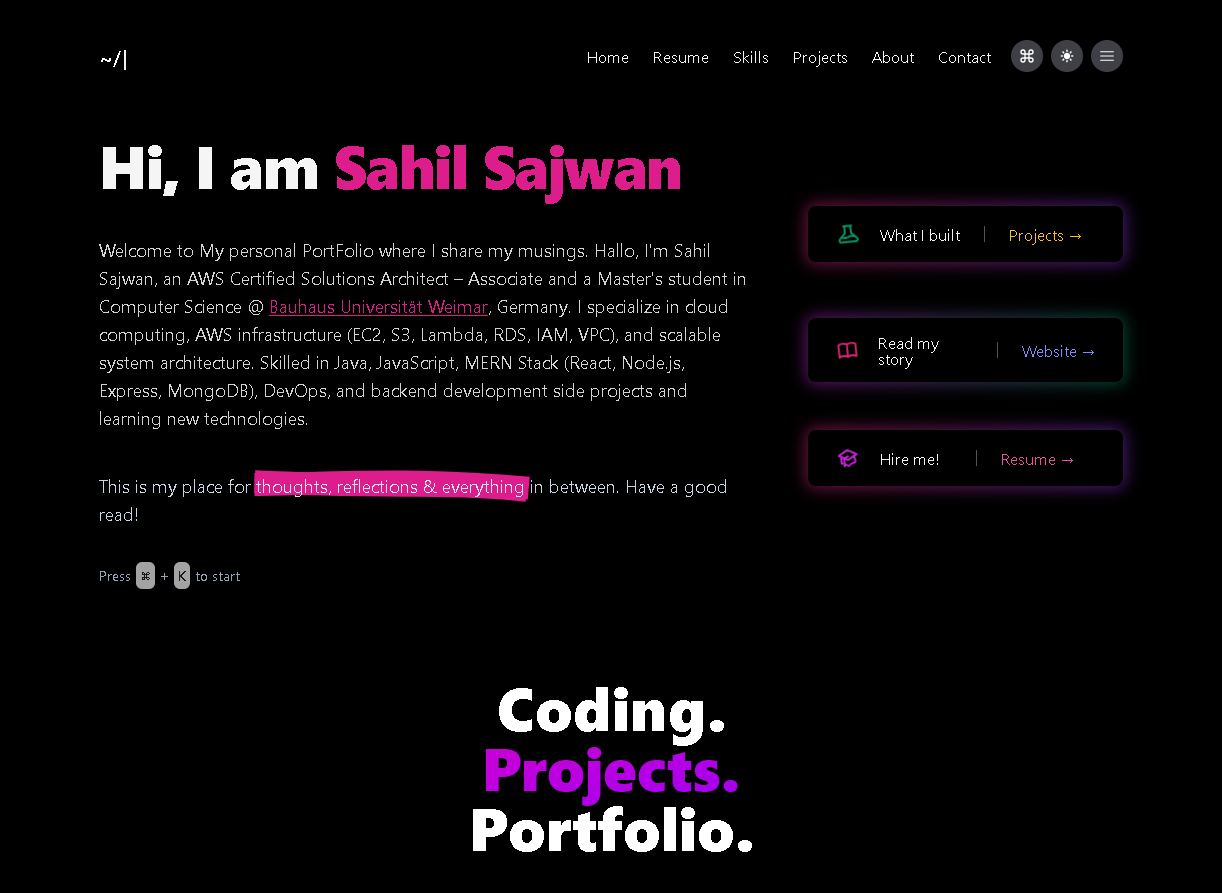 ~/|
Home Resume Skills Projects About Contact ⌘
Hi, I am Sahil Sajwan
Welcome to My personal PortFolio where I share my musings. Hallo, I'm Sahil
Sajwan, an AWS Certified Solutions Architect – Associate and a Master's student in
Computer Science @ Bauhaus Universität Weimar, Germany. I specialize in cloud
computing, AWS infrastructure (EC2, S3, Lambda, RDS, IAM, VPC), and scalable
system architecture. Skilled in Java, JavaScript, MERN Stack (React, Node.js,
Express, MongoDB), DevOps, and backend development side projects and
learning new technologies.
This is my place for thoughts, reflections & everything in between. Have a good
read!
Press ⌘ + K to start
What I built | Projects →
Read my
story | Website →
Hire me! | Resume →
Coding.
Projects.
Portfolio.